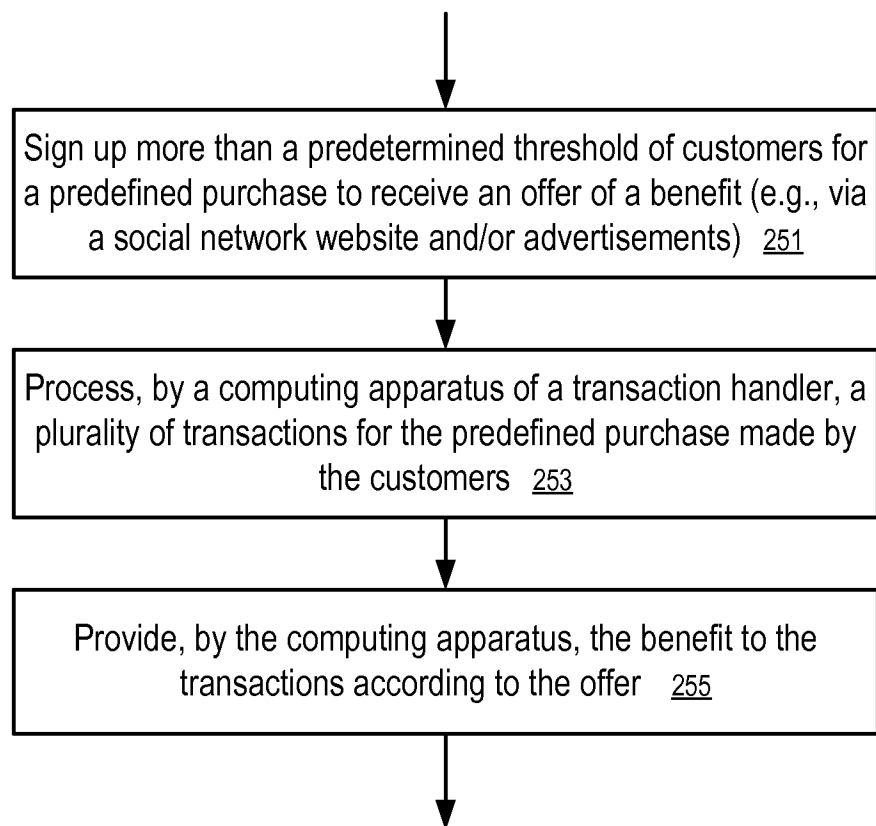 Sign up more than a predetermined threshold of customers for
a predefined purchase to receive an offer of a benefit (e.g., via
a social network website and/or advertisements) 251
Process, by a computing apparatus of a transaction handler, a
plurality of transactions for the predefined purchase made by
the customers 253
Provide, by the computing apparatus, the benefit to the
transactions according to the offer 255